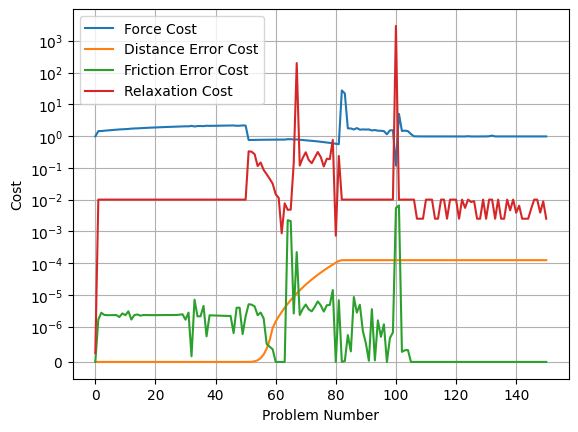 Force Cost
Distance Error Cost
Friction Error Cost
Relaxation Cost
10³
10²
10¹
10⁰
10⁻¹
10⁻²
10⁻³
10⁻⁴
10⁻⁵
10⁻⁶
0
Cost
0 20 40 60 80 100 120 140
Problem Number